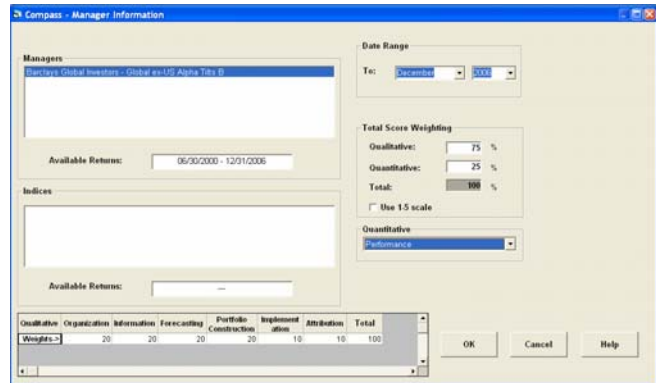 Compass - Manager Information
Managers
Barclays Global Investors - Global ex-US Alpha Tilts B
Available Returns: 06/30/2000 - 12/31/2006
Indices
Available Returns: ---
Date Range
To: December 2006
Total Score Weighting
Qualitative: 75 %
Quantitative: 25 %
Total: 100 %
Use 1-5 scale
Quantitative
Performance
Qualitative Organization Information Forecasting Portfolio Construction Implement ation Attribution Total
Weights-> 20 20 20 20 10 10 100
OK Cancel Help